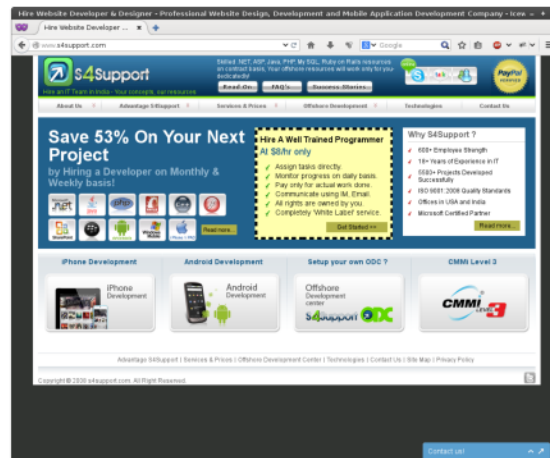 Hire Website Developer & Designer - Professional Website Design, Development and Mobile Application Development Company - Icew
Hire Website Developer ...
www.s4support.com
Google
S4Support
Hire an IT Team in India - Your concepts, our resources
Skilled .NET, ASP, Java, PHP, My SQL, Ruby on Rails resources
on contract basis, Your offshore resources will work only for you
dedicatedly!
Read On
FAQ's
Success Stories
PayPal
About Us
Advantage S4Support
Services & Prices
Offshore Development
Technologies
Contact Us
Save 53% On Your Next
Project
by Hiring a Developer on Monthly &
Weekly basis!
.Net
php
SharePoint
Read more...
Hire A Well Trained Programmer
At $8/hr only
Assign tasks directly.
Monitor progress on daily basis.
Pay only for actual work done.
Communicate using IM, Email.
All rights are owned by you.
Completely 'White Label' service.
Get Started >>
Why S4Support ?
600+ Employee Strength
16+ Years of Experience in IT
5580+ Projects Developed
Successfully
ISO 9001:2008 Quality Standards
Offices in USA and India
Microsoft Certified Partner
Read more...
iPhone Development
Android Development
Setup your own ODC ?
CMMI Level 3
iPhone
Development
Android
Development
Offshore
Development
center
S4Support ODC
CMMI
LEVEL 3
Advantage S4Support | Services & Prices | Offshore Development Center | Technologies | Contact Us | Site Map | Privacy Policy
Copyright © 2008 s4support.com. All Right Reserved.
Contact us!